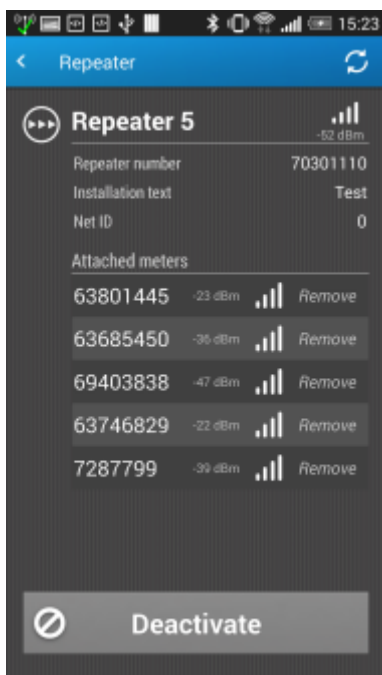 15:23
Repeater
Repeater 5
-52 dBm
Repeater number 70301110
Installation text Test
Net ID 0
Attached meters
63801445 -23 dBm Remove
63685450 -36 dBm Remove
69403838 -47 dBm Remove
63746829 -22 dBm Remove
7287799 -39 dBm Remove
Deactivate